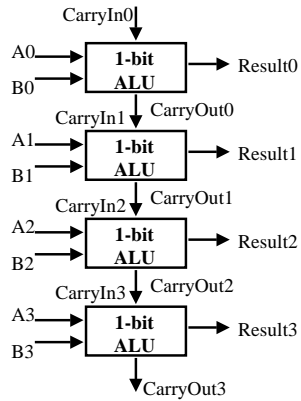 CarryIn0
A0
1-bit
Result0
B0
ALU
CarryIn1
CarryOut0
A1
1-bit
Result1
B1
ALU
CarryIn2
CarryOut1
A2
1-bit
Result2
B2
ALU
CarryIn3
CarryOut2
A3
1-bit
Result3
B3
ALU
CarryOut3